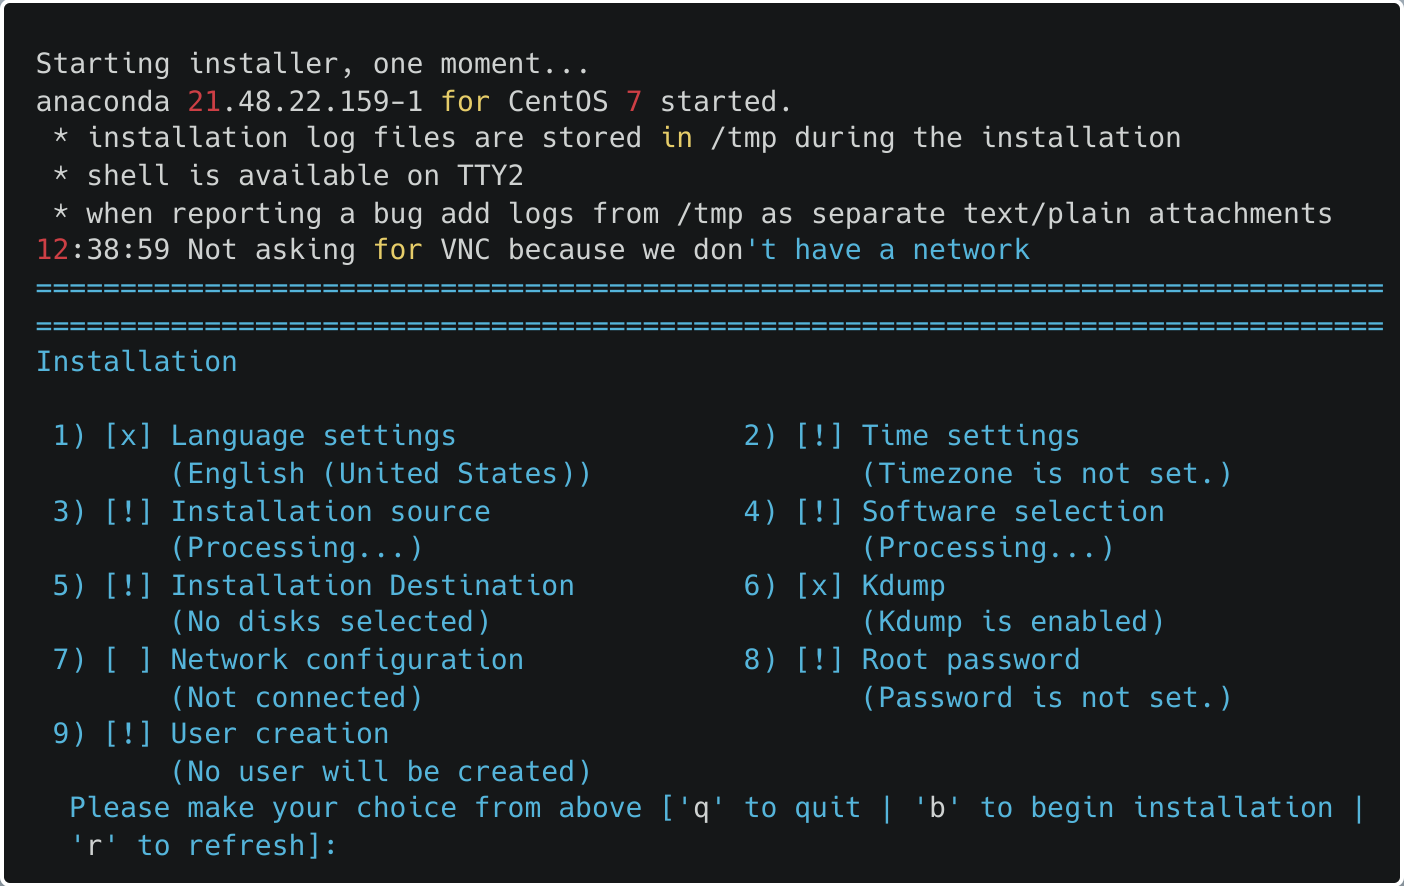 Starting installer, one moment...
anaconda 21.48.22.159-1 for CentOS 7 started.
 * installation log files are stored in /tmp during the installation
 * shell is available on TTY2
 * when reporting a bug add logs from /tmp as separate text/plain attachments
12:38:59 Not asking for VNC because we don't have a network
================================================================================
================================================================================
Installation

 1) [x] Language settings                 2) [!] Time settings
        (English (United States))                (Timezone is not set.)
 3) [!] Installation source               4) [!] Software selection
        (Processing...)                          (Processing...)
 5) [!] Installation Destination          6) [x] Kdump
        (No disks selected)                      (Kdump is enabled)
 7) [ ] Network configuration             8) [!] Root password
        (Not connected)                          (Password is not set.)
 9) [!] User creation
        (No user will be created)
  Please make your choice from above ['q' to quit | 'b' to begin installation |
  'r' to refresh]: